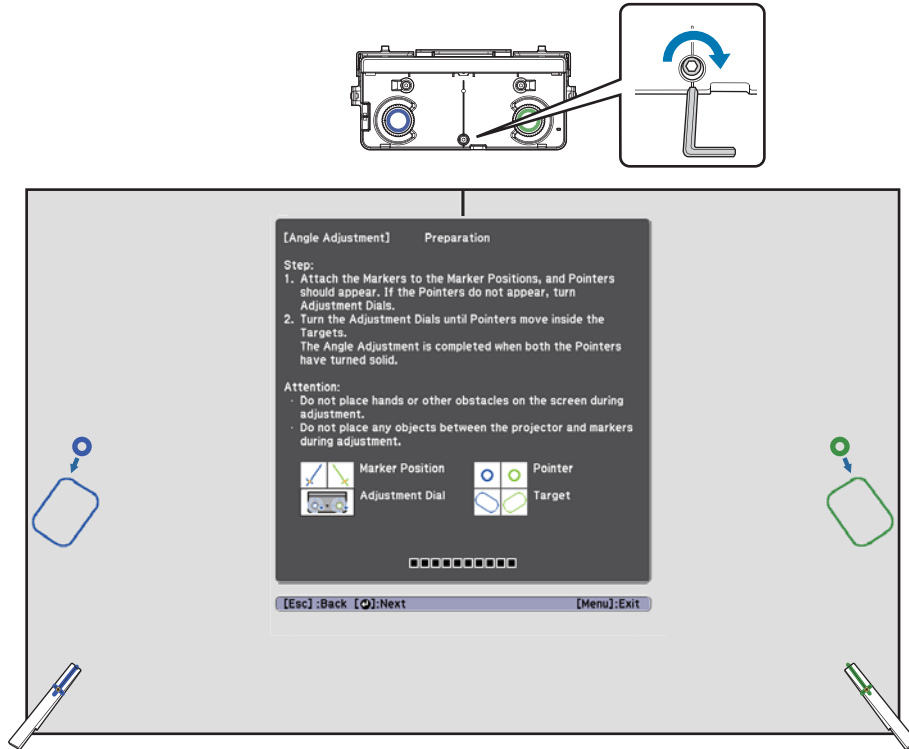 [Angle Adjustment] Preparation
Step:
1. Attach the Markers to the Marker Positions, and Pointers
should appear. If the Pointers do not appear, turn
Adjustment Dials.
2. Turn the Adjustment Dials until Pointers move inside the
Targets.
The Angle Adjustment is completed when both the Pointers
have turned solid.
Attention:
· Do not place hands or other obstacles on the screen during
adjustment.
· Do not place any objects between the projector and markers
during adjustment.
Marker Position
Pointer
Adjustment Dial
Target
[Esc] :Back [⏎]:Next [Menu]:Exit